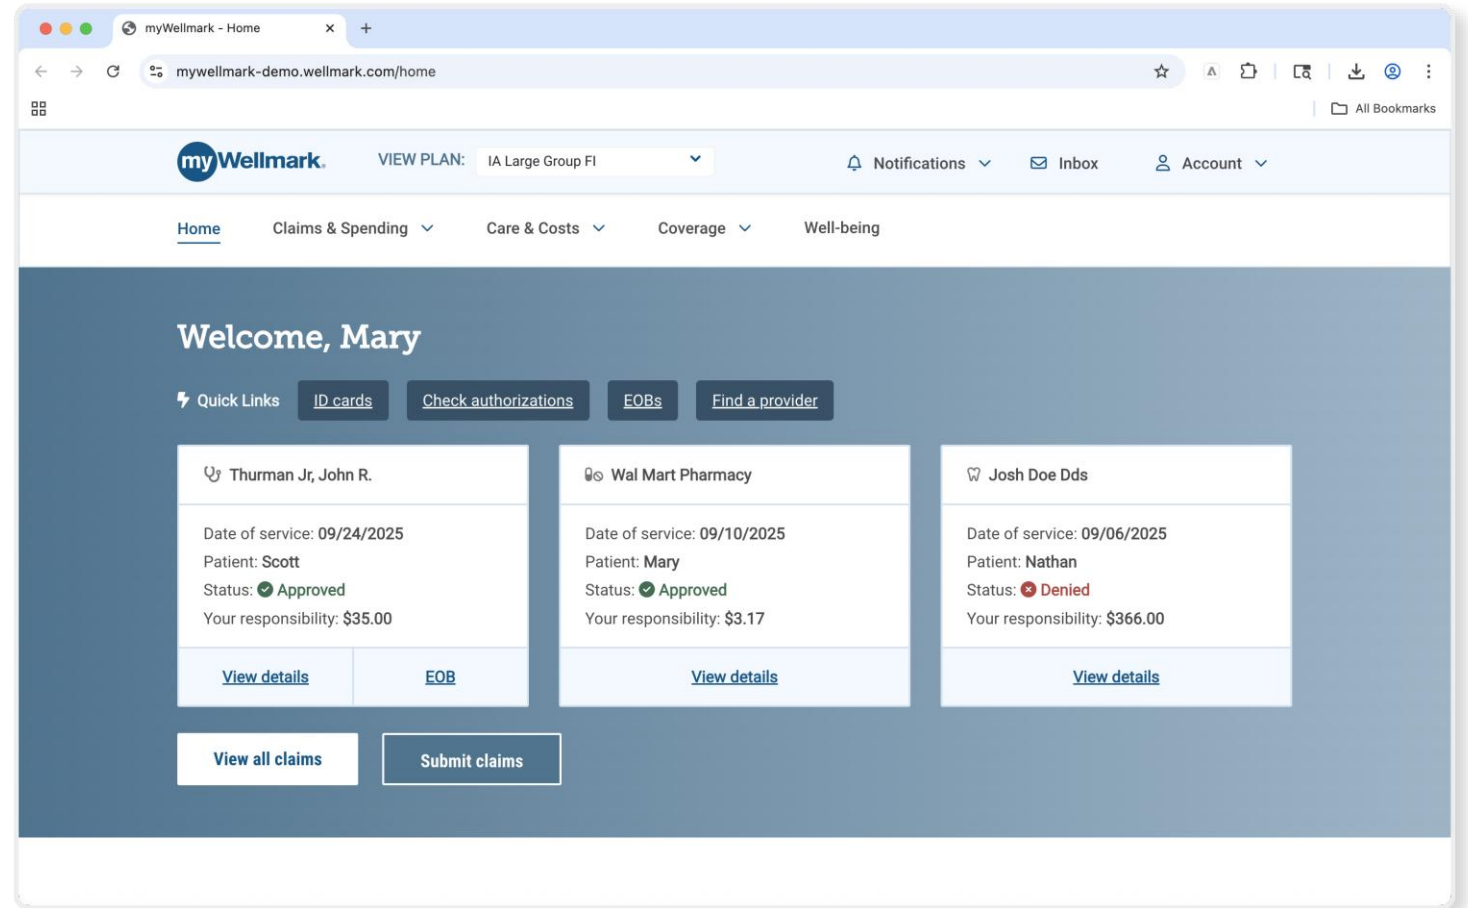 myWellmark - Home
mywellmark-demo.wellmark.com/home
All Bookmarks
myWellmark. VIEW PLAN: IA Large Group FI Notifications Inbox Account
Home Claims & Spending Care & Costs Coverage Well-being
Welcome, Mary
Quick Links ID cards Check authorizations EOBs Find a provider
Thurman Jr, John R.
Date of service: 09/24/2025
Patient: Scott
Status: Approved
Your responsibility: $35.00
View details EOB
Wal Mart Pharmacy
Date of service: 09/10/2025
Patient: Mary
Status: Approved
Your responsibility: $3.17
View details
Josh Doe Dds
Date of service: 09/06/2025
Patient: Nathan
Status: Denied
Your responsibility: $366.00
View details
View all claims Submit claims